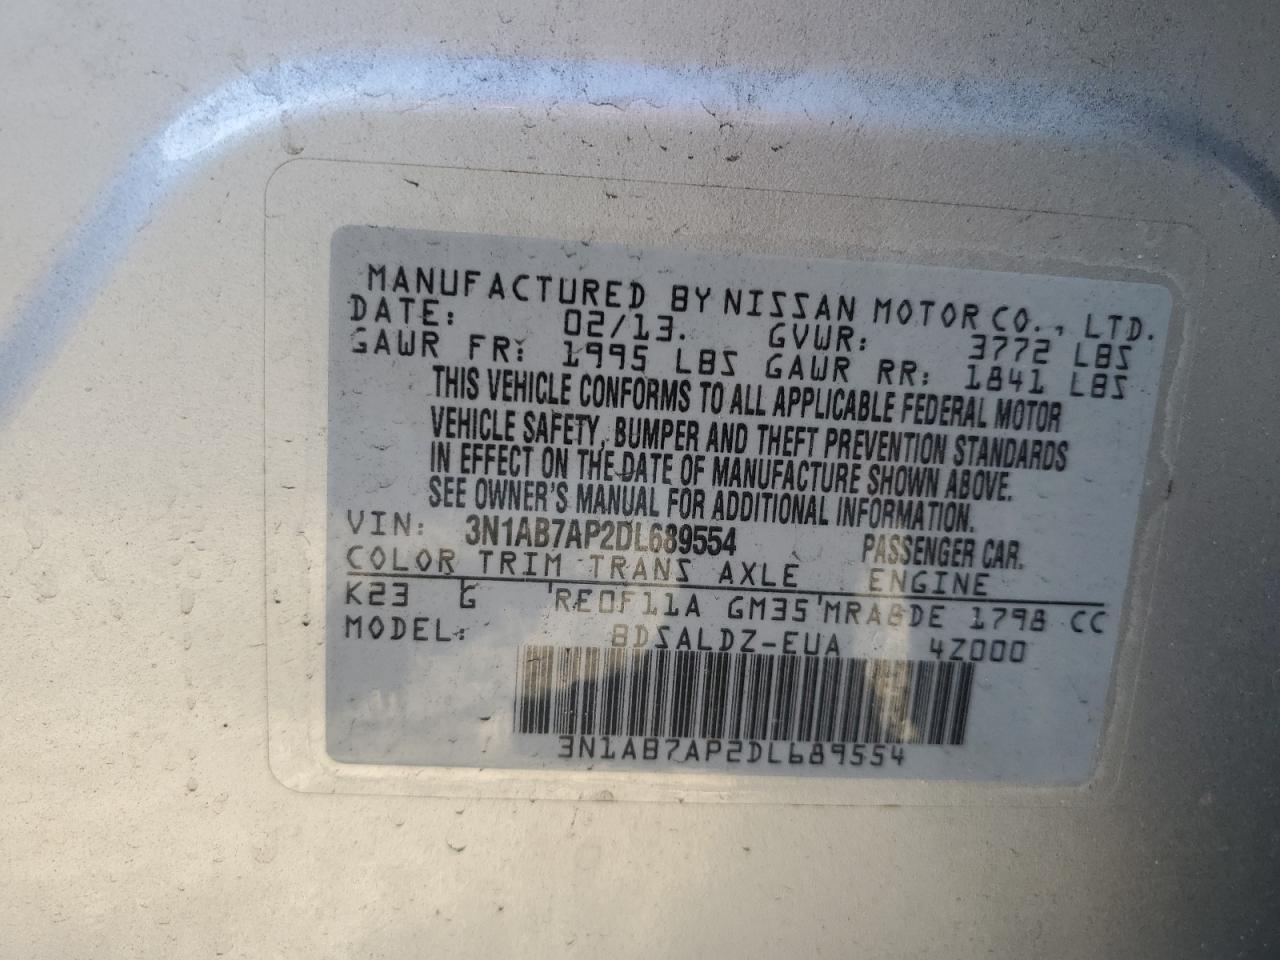 MANUFACTURED BY NISSAN MOTOR CO., LTD.
DATE: 02/13. GVWR: 3772 LBS
GAWR FR: 1995 LBS GAWR RR: 1841 LBS
THIS VEHICLE CONFORMS TO ALL APPLICABLE FEDERAL MOTOR
VEHICLE SAFETY, BUMPER AND THEFT PREVENTION STANDARDS
IN EFFECT ON THE DATE OF MANUFACTURE SHOWN ABOVE.
SEE OWNER'S MANUAL FOR ADDITIONAL INFORMATION.
VIN: 3N1AB7AP2DL689554 PASSENGER CAR.
COLOR TRIM TRANS AXLE ENGINE
K23 G RE0F11A GM35 MRA8DE 1798 CC
MODEL: BDSALDZ-EUA 4Z000
3N1AB7AP2DL689554